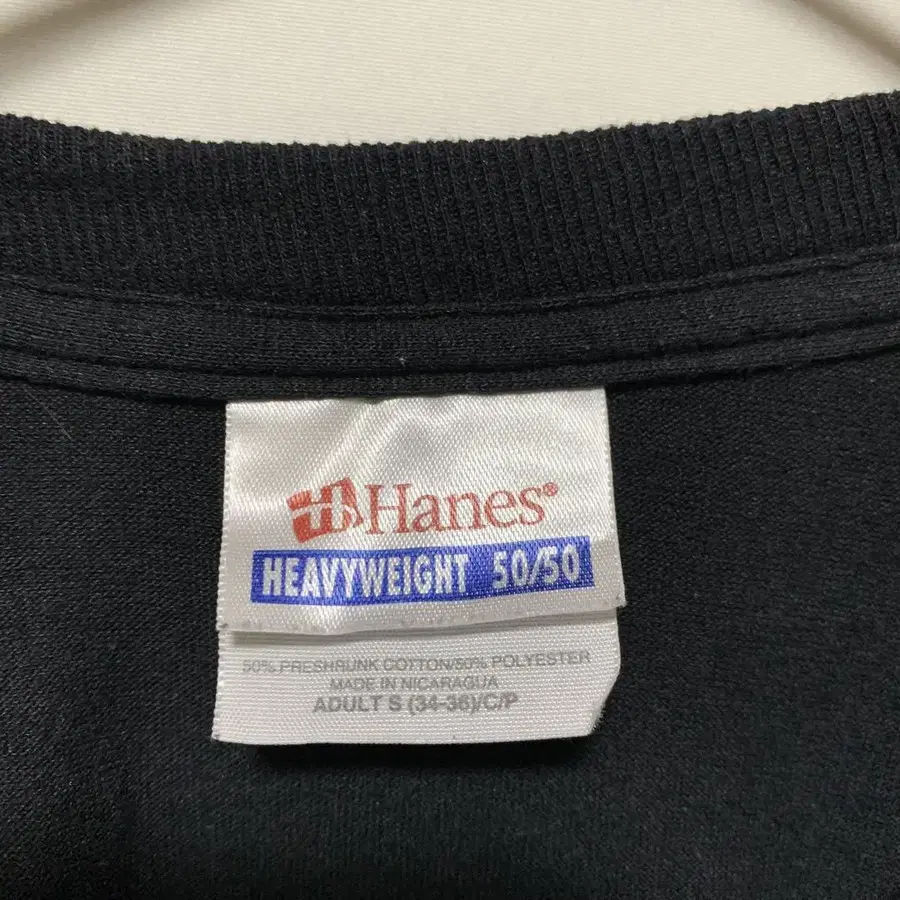 Hanes®
HEAVYWEIGHT 50/50
50% PRESHRUNK COTTON/50% POLYESTER
MADE IN NICARAGUA
ADULT S (34-36)/C/P